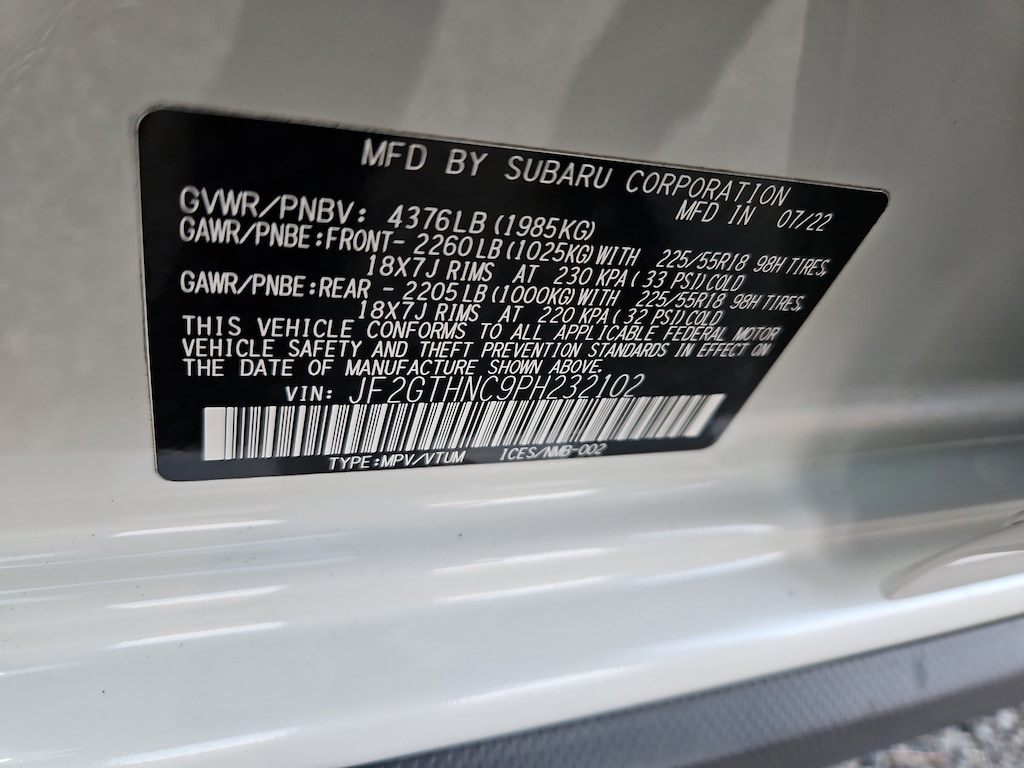 MFD BY SUBARU CORPORATION
MFD IN 07/22
GVWR/PNBV: 4376LB (1985KG)
GAWR/PNBE:FRONT- 2260 LB (1025KG) WITH 225/55R18 98H TIRES,
18X7J RIMS AT 230 KPA ( 33 PSI) COLD
GAWR/PNBE:REAR - 2205 LB (1000KG) WITH 225/55R18 98H TIRES,
18X7J RIMS AT 220 KPA ( 32 PSI) COLD.
THIS VEHICLE CONFORMS TO ALL APPLICABLE FEDERAL MOTOR
VEHICLE SAFETY AND THEFT PREVENTION STANDARDS IN EFFECT ON
THE DATE OF MANUFACTURE SHOWN ABOVE.
VIN: JF2GTHNC9PH232102
TYPE:MPV/VTUM ICES/NMB-002